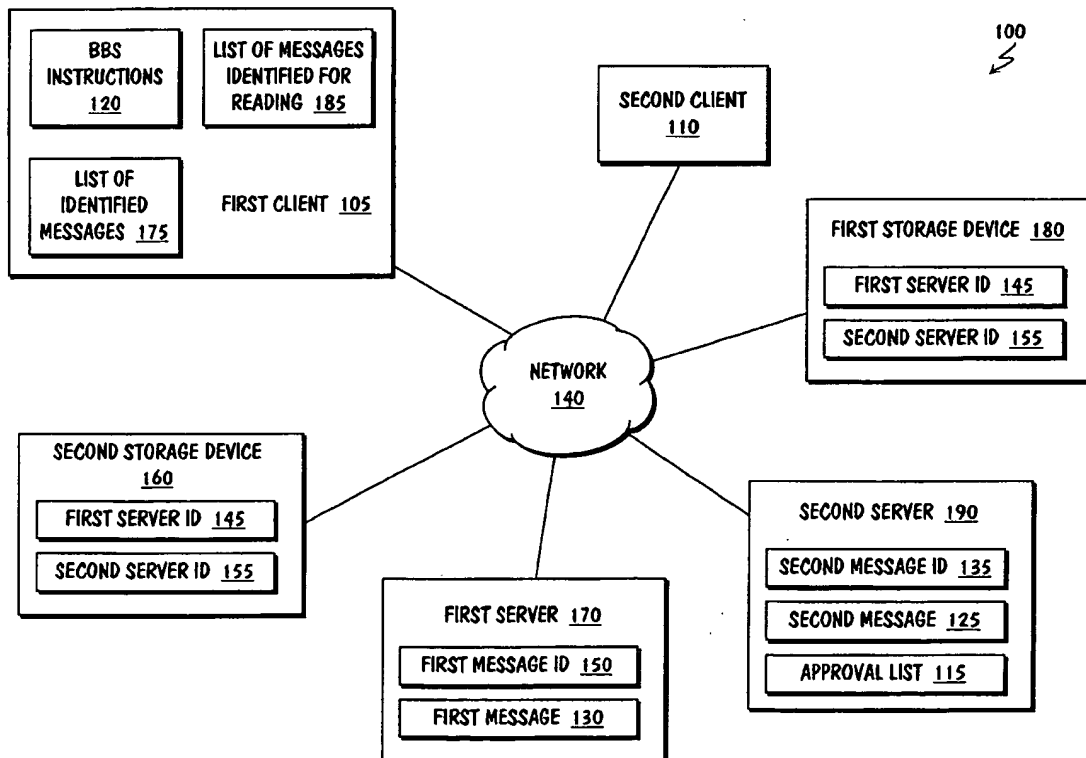 100
BBS
INSTRUCTIONS
120
LIST OF MESSAGES
IDENTIFIED FOR
READING 185
LIST OF
IDENTIFIED
MESSAGES 175
FIRST CLIENT 105
SECOND CLIENT
110
FIRST STORAGE DEVICE 180
FIRST SERVER ID 145
SECOND SERVER ID 155
NETWORK
140
SECOND STORAGE DEVICE
160
FIRST SERVER ID 145
SECOND SERVER ID 155
SECOND SERVER 190
SECOND MESSAGE ID 135
SECOND MESSAGE 125
APPROVAL LIST 115
FIRST SERVER 170
FIRST MESSAGE ID 150
FIRST MESSAGE 130